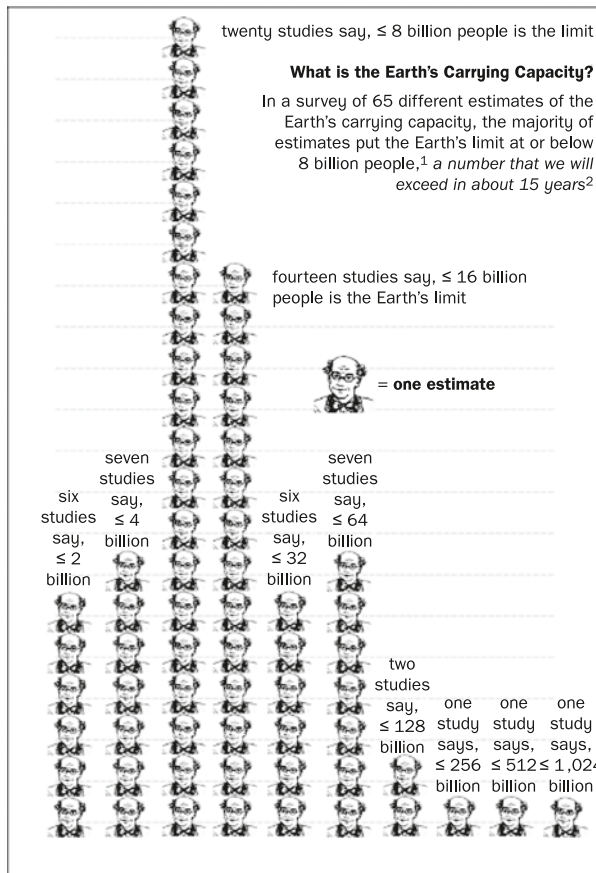 twenty studies say, ≤ 8 billion people is the limit
What is the Earth's Carrying Capacity?
In a survey of 65 different estimates of the
Earth's carrying capacity, the majority of
estimates put the Earth's limit at or below
8 billion people,¹ a number that we will
exceed in about 15 years²
fourteen studies say, ≤ 16 billion
people is the Earth's limit
= one estimate
six
studies
say,
≤ 2
billion
seven
studies
say,
≤ 4
billion
six
studies
say,
≤ 32
billion
seven
studies
say,
≤ 64
billion
two
studies
say,
≤ 128
billion
one
study
says,
≤ 256
billion
one
study
says,
≤ 512
billion
one
study
says,
≤ 1,024
billion